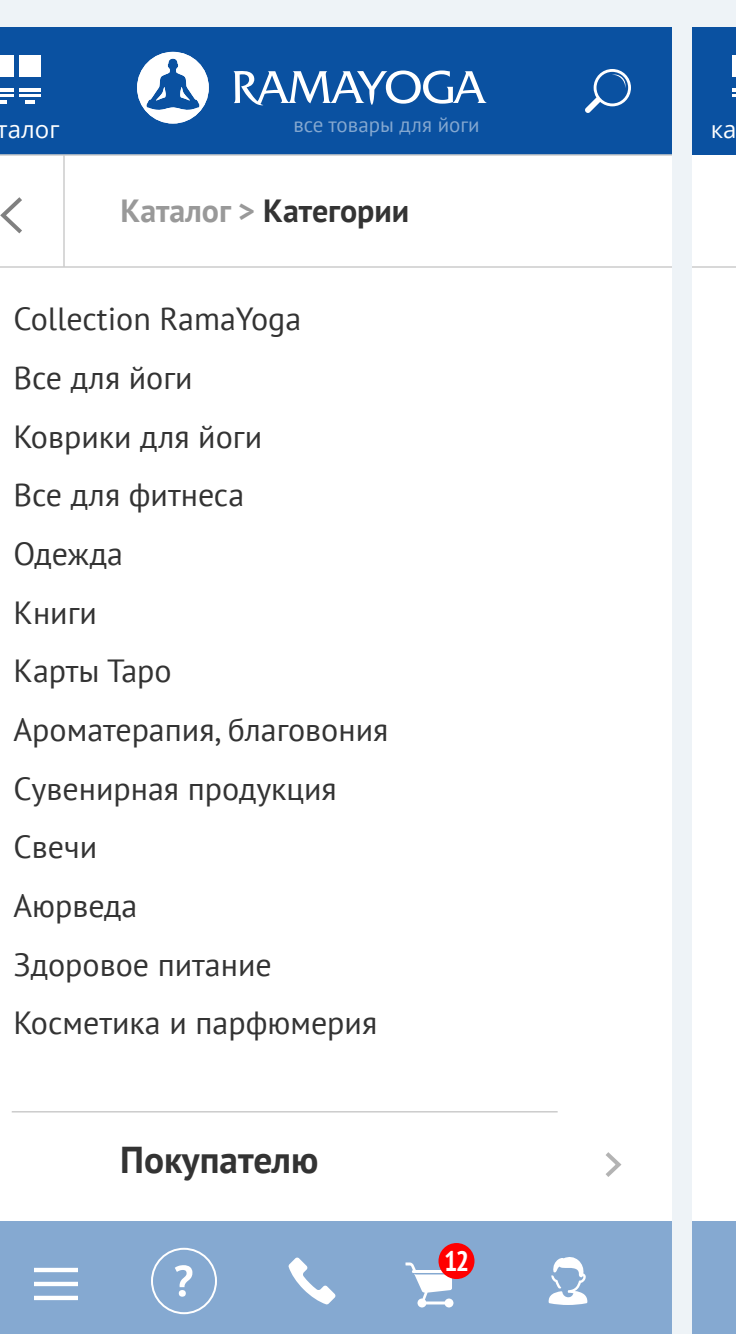 RAMAYOGA
все товары для йоги
талог
ка
Каталог > Категории
Collection RamaYoga
Все для йоги
Коврики для йоги
Все для фитнеса
Одежда
Книги
Карты Таро
Ароматерапия, благовония
Сувенирная продукция
Свечи
Аюрведа
Здоровое питание
Косметика и парфюмерия
Покупателю
?
12